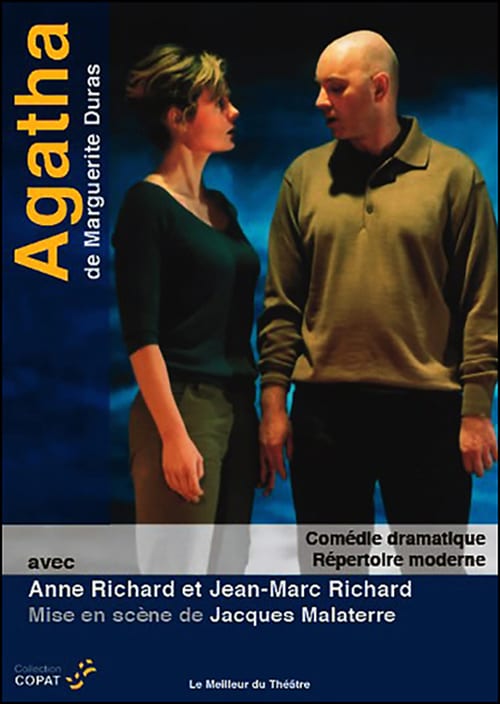 Agatha
de Marguerite Duras
Comédie dramatique
Répertoire moderne
avec
Anne Richard et Jean-Marc Richard
Mise en scène de Jacques Malaterre
Collection
COPAT
Le Meilleur du Théâtre